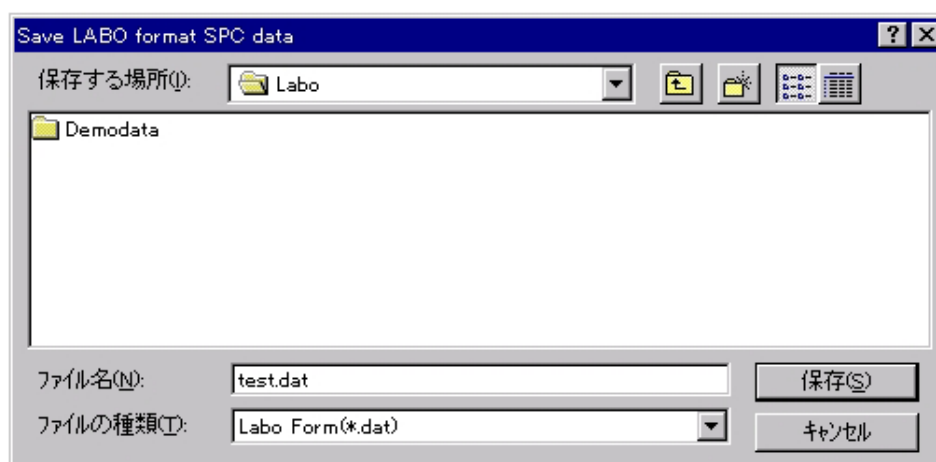 Save LABO format SPC data
保存する場所(I):
Labo
Demodata
ファイル名(N):
test.dat
保存(S)
ファイルの種類(T):
Labo Form(*.dat)
キャンセル